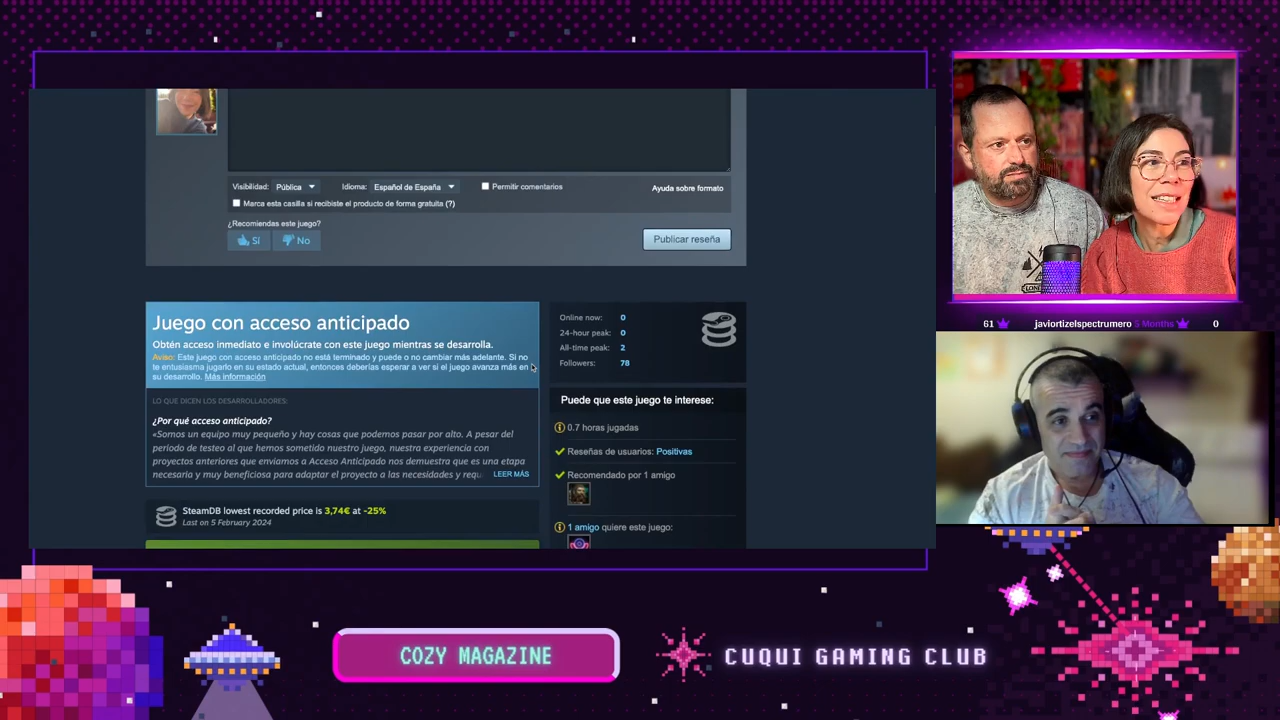 Visibilidad: Pública
Idioma: Español de España
Permitir comentarios
Ayuda sobre formato
Marca esta casilla si recibiste el producto de forma gratuita (?)
¿Recomiendas este juego?
Sí
No
Publicar reseña
Juego con acceso anticipado
Obtén acceso inmediato e involúcrate con este juego mientras se desarrolla.
Aviso: Este juego con acceso anticipado no está terminado y puede o no cambiar más adelante. Si no
te entusiasma jugarlo en su estado actual, entonces deberías esperar a ver si el juego avanza más en
su desarrollo. Más información
LO QUE DICEN LOS DESARROLLADORES:
¿Por qué acceso anticipado?
«Somos un equipo muy pequeño y hay cosas que podemos pasar por alto. A pesar del
periodo de testeo al que hemos sometido nuestro juego, nuestra experiencia con
proyectos anteriores que enviamos a Acceso Anticipado nos demuestra que es una etapa
necesaria y muy beneficiosa para adaptar el proyecto a las necesidades y requ
LEER MÁS
SteamDB lowest recorded price is 3,74€ at -25%
Last on 5 February 2024
Online now: 0
24-hour peak: 0
All-time peak: 2
Followers: 78
Puede que este juego te interese:
0.7 horas jugadas
Reseñas de usuarios: Positivas
Recomendado por 1 amigo
1 amigo quiere este juego:
61
javiortizelspectrumero 5 Months
0
COZY MAGAZINE
CUQUI GAMING CLUB